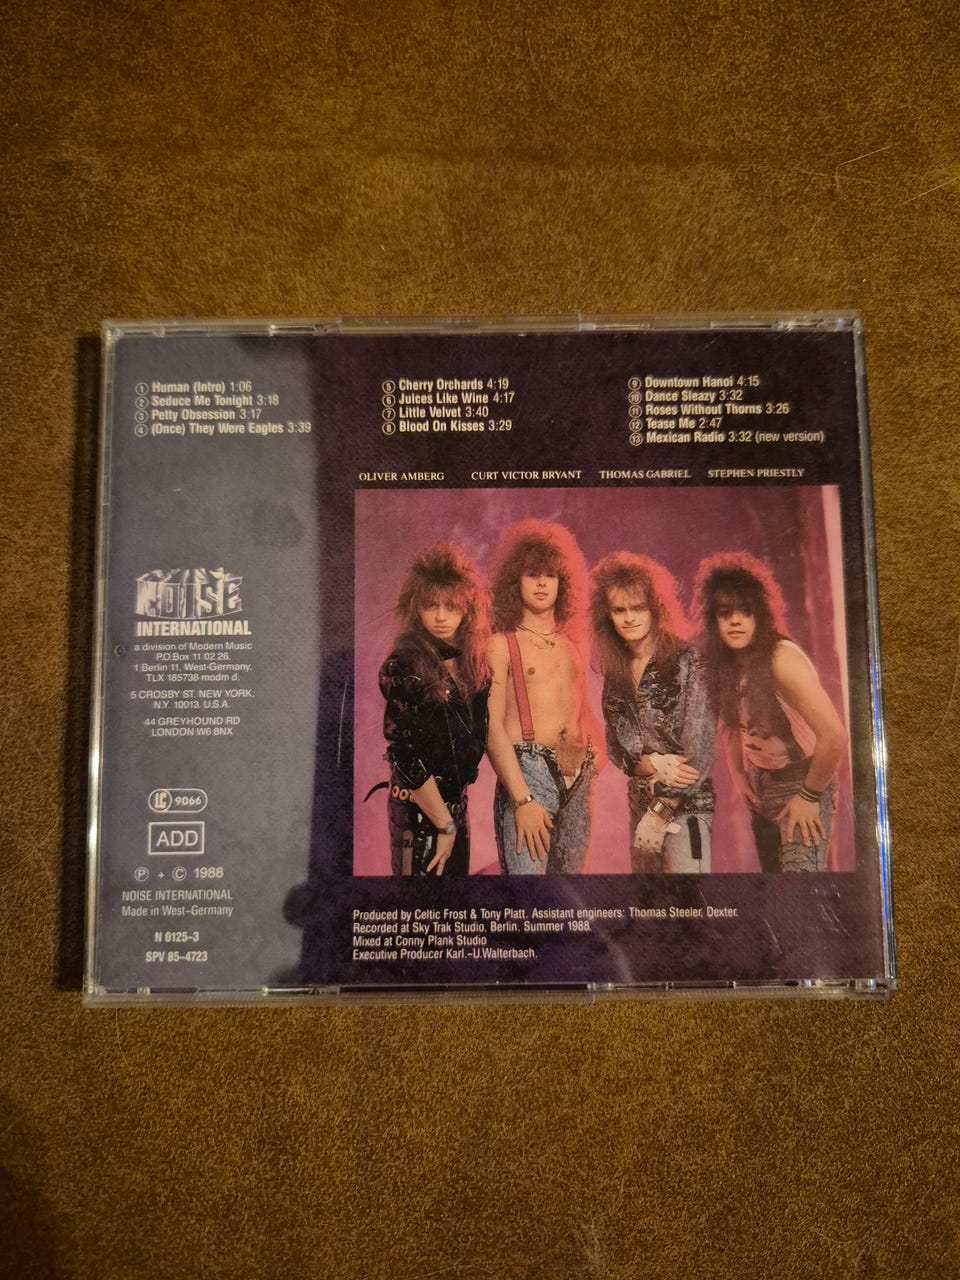 ① Human (Intro) 1:06
② Seduce Me Tonight 3:18
③ Petty Obsession 3:17
④ (Once) They Were Eagles 3:39
⑤ Cherry Orchards 4:19
⑥ Juices Like Wine 4:17
⑦ Little Velvet 3:40
⑧ Blood On Kisses 3:29
⑨ Downtown Hanoi 4:15
⑩ Dance Sleazy 3:32
⑪ Roses Without Thorns 3:26
⑫ Tease Me 2:47
⑬ Mexican Radio 3:32 (new version)
OLIVER AMBERG CURT VICTOR BRYANT THOMAS GABRIEL STEPHEN PRIESTLY
NOISE
INTERNATIONAL
a division of Modern Music
P.O.Box 11 02 26,
1 Berlin 11, West-Germany,
TLX 185738 modm d.
5 CROSBY ST. NEW YORK,
N.Y. 10013. U.S.A.
44 GREYHOUND RD
LONDON W6 8NX
LC 9066
ADD
Ⓟ + © 1988
NOISE INTERNATIONAL
Made in West-Germany
N 0125-3
SPV 85-4723
Produced by Celtic Frost & Tony Platt. Assistant engineers: Thomas Steeler, Dexter.
Recorded at Sky Trak Studio. Berlin, Summer 1988.
Mixed at Conny Plank Studio
Executive Producer Karl.-U.Walterbach.